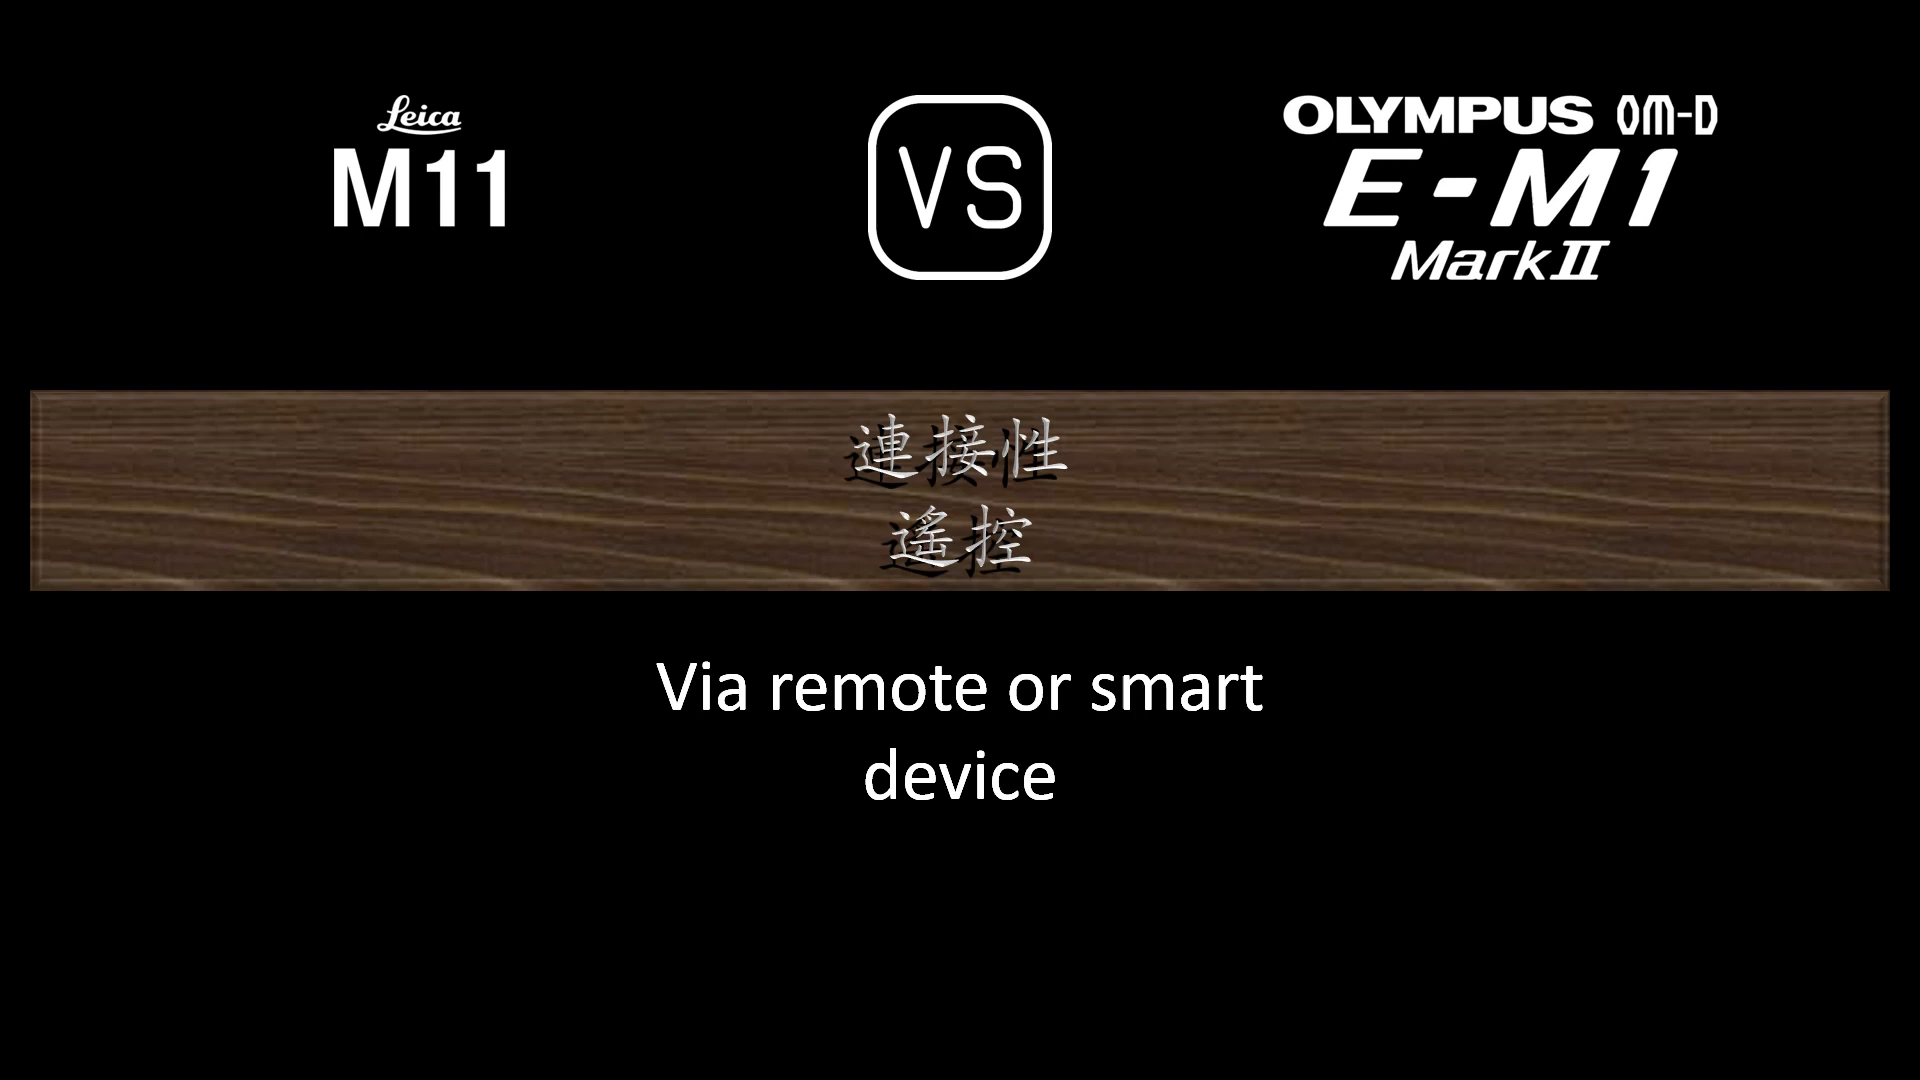 Leica
M11
VS
OLYMPUS OM-D
E-M1
Mark II
連接性
遙控
Via remote or smart
device